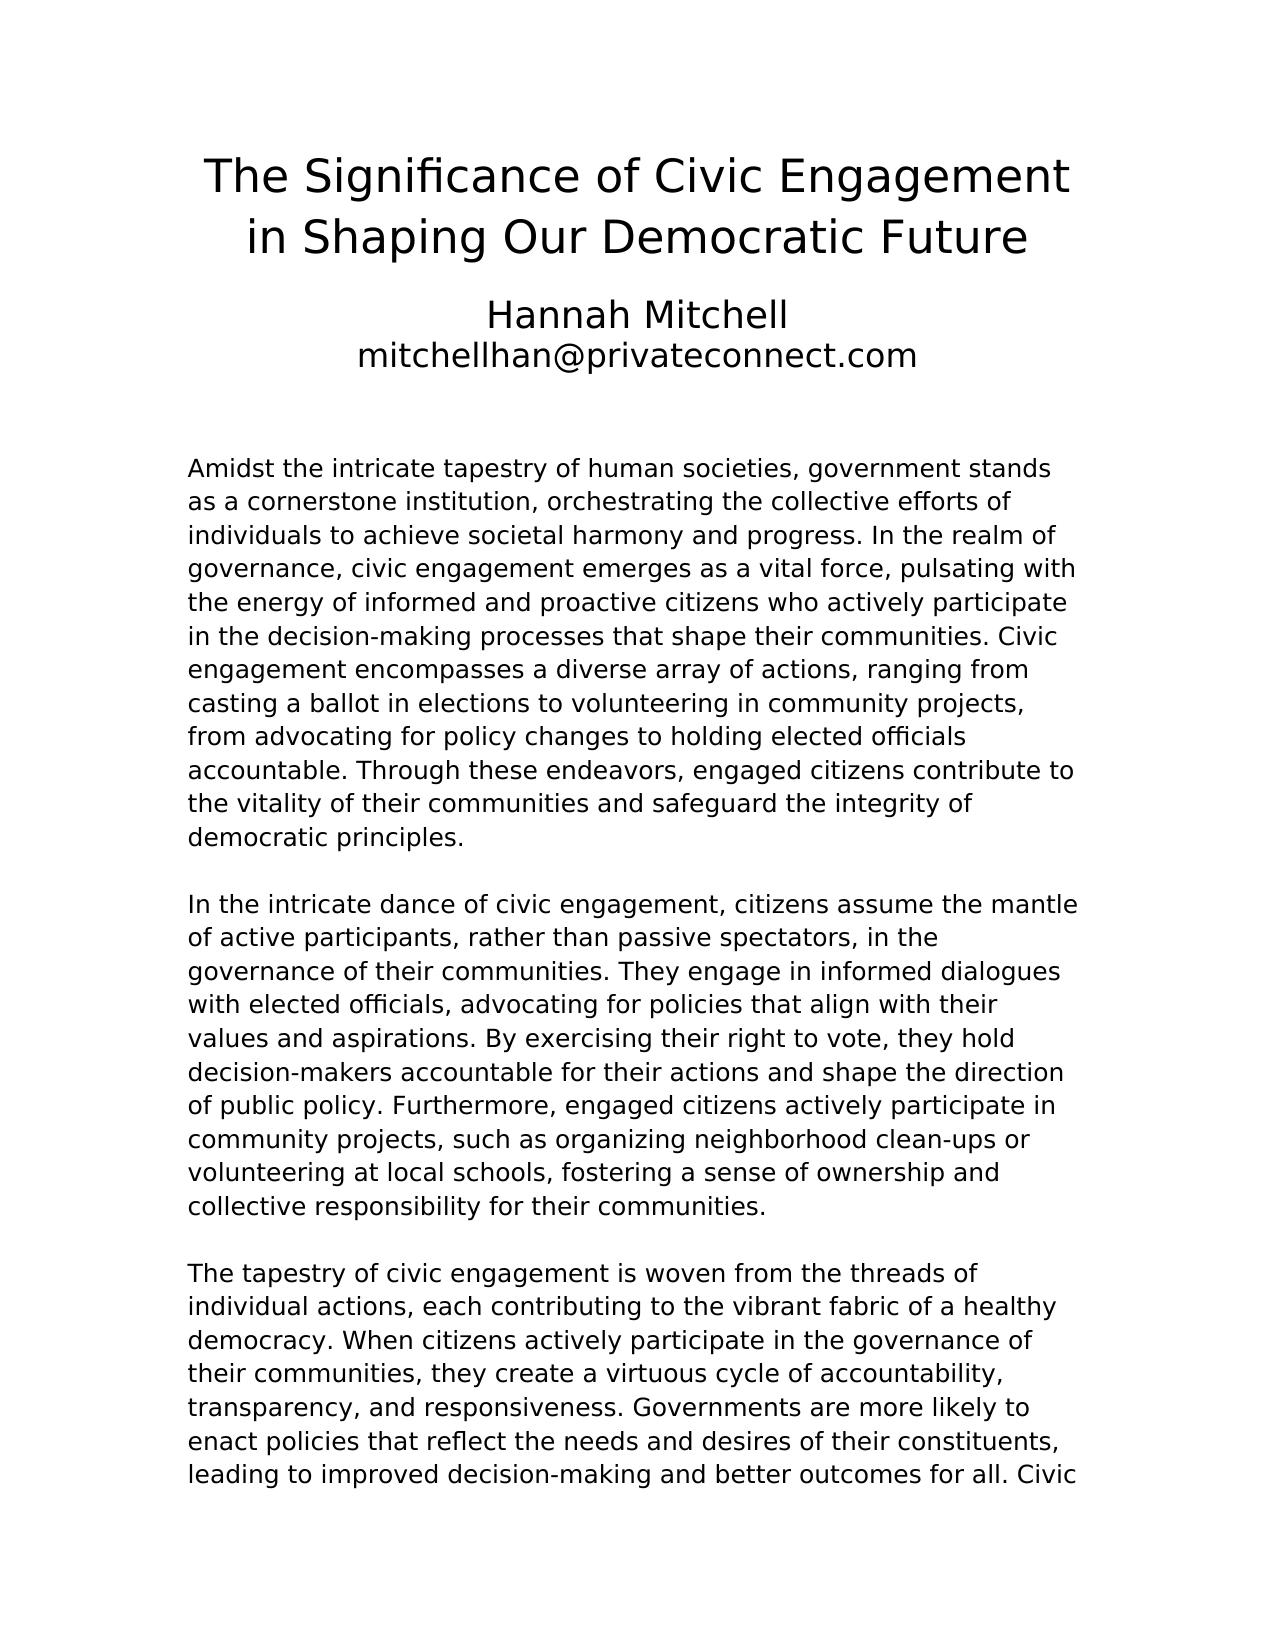 The Significance of Civic Engagement
in Shaping Our Democratic Future
Hannah Mitchell
mitchellhan@privateconnect.com
Amidst the intricate tapestry of human societies, government stands
as a cornerstone institution, orchestrating the collective efforts of
individuals to achieve societal harmony and progress. In the realm of
governance, civic engagement emerges as a vital force, pulsating with
the energy of informed and proactive citizens who actively participate
in the decision-making processes that shape their communities. Civic
engagement encompasses a diverse array of actions, ranging from
casting a ballot in elections to volunteering in community projects,
from advocating for policy changes to holding elected officials
accountable. Through these endeavors, engaged citizens contribute to
the vitality of their communities and safeguard the integrity of
democratic principles.
In the intricate dance of civic engagement, citizens assume the mantle
of active participants, rather than passive spectators, in the
governance of their communities. They engage in informed dialogues
with elected officials, advocating for policies that align with their
values and aspirations. By exercising their right to vote, they hold
decision-makers accountable for their actions and shape the direction
of public policy. Furthermore, engaged citizens actively participate in
community projects, such as organizing neighborhood clean-ups or
volunteering at local schools, fostering a sense of ownership and
collective responsibility for their communities.
The tapestry of civic engagement is woven from the threads of
individual actions, each contributing to the vibrant fabric of a healthy
democracy. When citizens actively participate in the governance of
their communities, they create a virtuous cycle of accountability,
transparency, and responsiveness. Governments are more likely to
enact policies that reflect the needs and desires of their constituents,
leading to improved decision-making and better outcomes for all. Civic